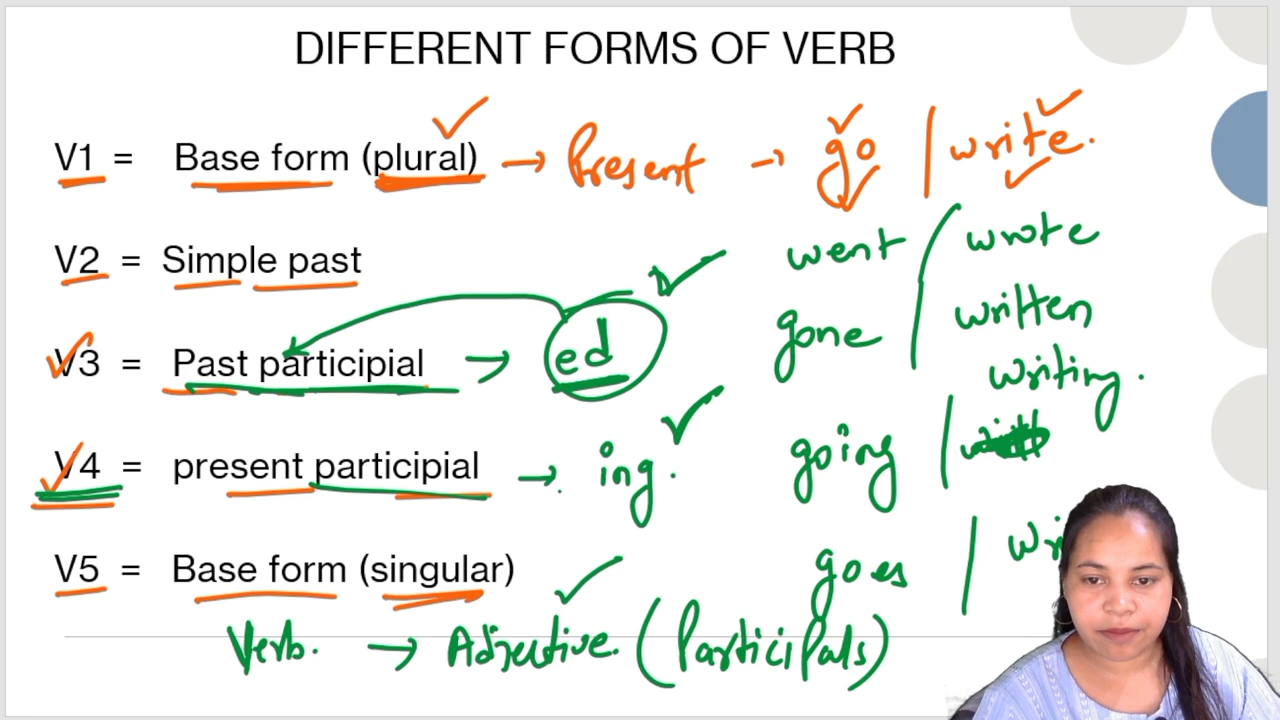 DIFFERENT FORMS OF VERB
V1 = Base form (plural) → Present → go / write.
V2 = Simple past went / wrote
V3 = Past participial → ed gone / written
writing.
V4 = present participial → ing. going /
V5 = Base form (singular) goes /
Verb. → Adjective. (Participals)